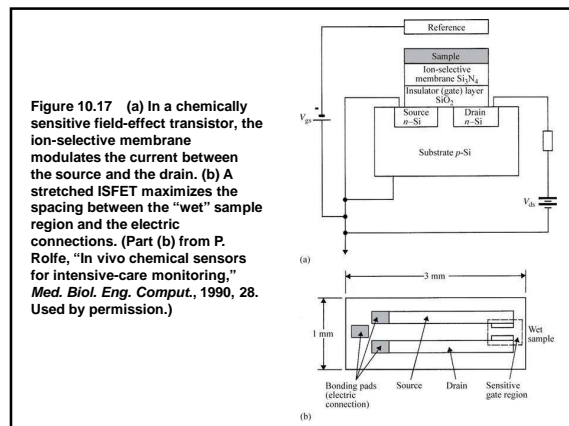 Figure 10.17 (a) In a chemically
sensitive field-effect transistor, the
ion-selective membrane
modulates the current between
the source and the drain. (b) A
stretched ISFET maximizes the
spacing between the “wet” sample
region and the electric
connections. (Part (b) from P.
Rolfe, “In vivo chemical sensors
for intensive-care monitoring,”
Med. Biol. Eng. Comput., 1990, 28.
Used by permission.)
Reference
Sample
Ion-selective
membrane Si3N4
Insulator (gate) layer
SiO2
Vgs
Source
n–Si
Drain
n–Si
Substrate p-Si
Vds
(a)
3 mm
1 mm
Wet
sample
Bonding pads
(electric
connection)
Source
Drain
Sensitive
gate region
(b)